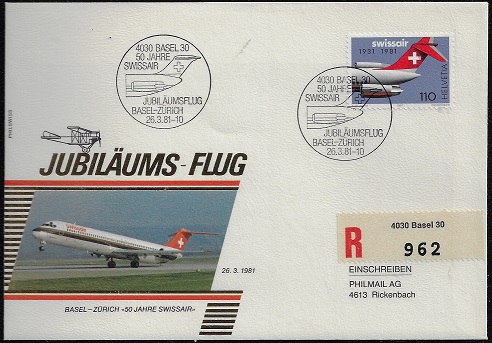 4030 BASEL 30
50 JAHRE
SWISSAIR
JUBILÄUMSFLUG
BASEL-ZÜRICH
26.3.81-10
swissair
1931 1981
HELVETIA
110
4030 BASEL 30
50 JAHRE
SWISSAIR
JUBILÄUMSFLUG
BASEL-ZÜRICH
26.3.81-10
PHILSWISS
JUBILÄUMS-FLUG
26. 3. 1981
BASEL–ZÜRICH «50 JAHRE SWISSAIR»
4030 Basel 30
R 962
EINSCHREIBEN
PHILMAIL AG
4613 Rickenbach